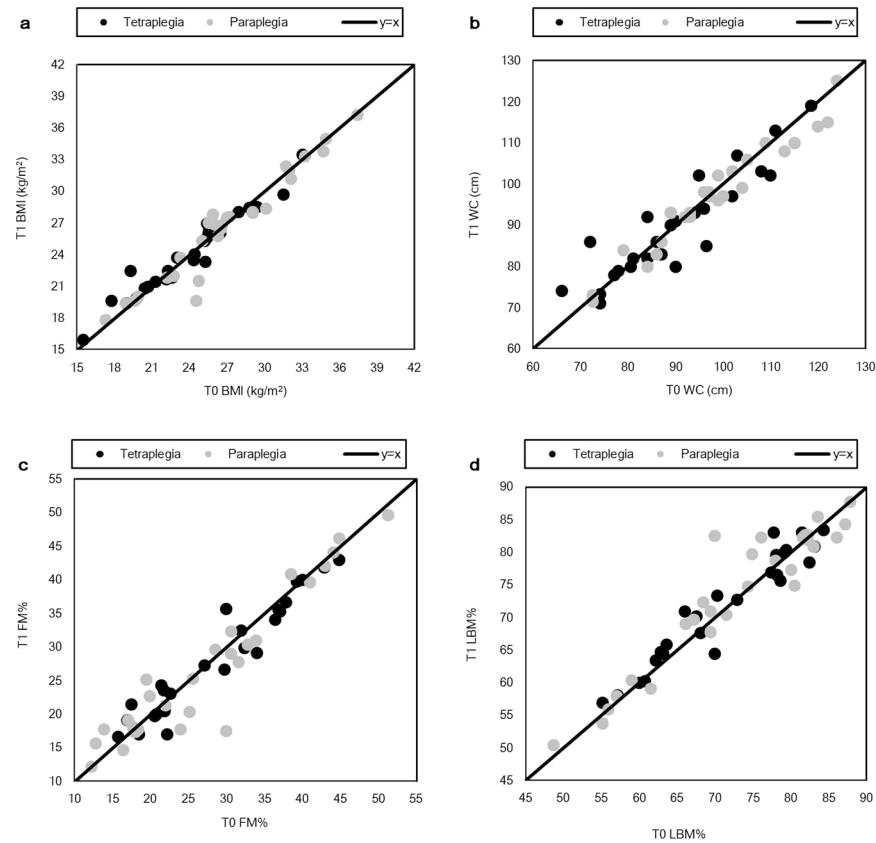 a
Tetraplegia Paraplegia y=x
42
39
36
33
30
27
24
21
18
15
T1 BMI (kg/m²)
15 18 21 24 27 30 33 36 39 42
T0 BMI (kg/m²)
b
Tetraplegia Paraplegia y=x
130
120
110
100
90
80
70
60
T1 WC (cm)
60 70 80 90 100 110 120 130
T0 WC (cm)
c
Tetraplegia Paraplegia y=x
55
50
45
40
35
30
25
20
15
10
T1 FM%
10 15 20 25 30 35 40 45 50 55
T0 FM%
d
Tetraplegia Paraplegia y=x
90
85
80
75
70
65
60
55
50
45
T1 LBM%
45 50 55 60 65 70 75 80 85 90
T0 LBM%